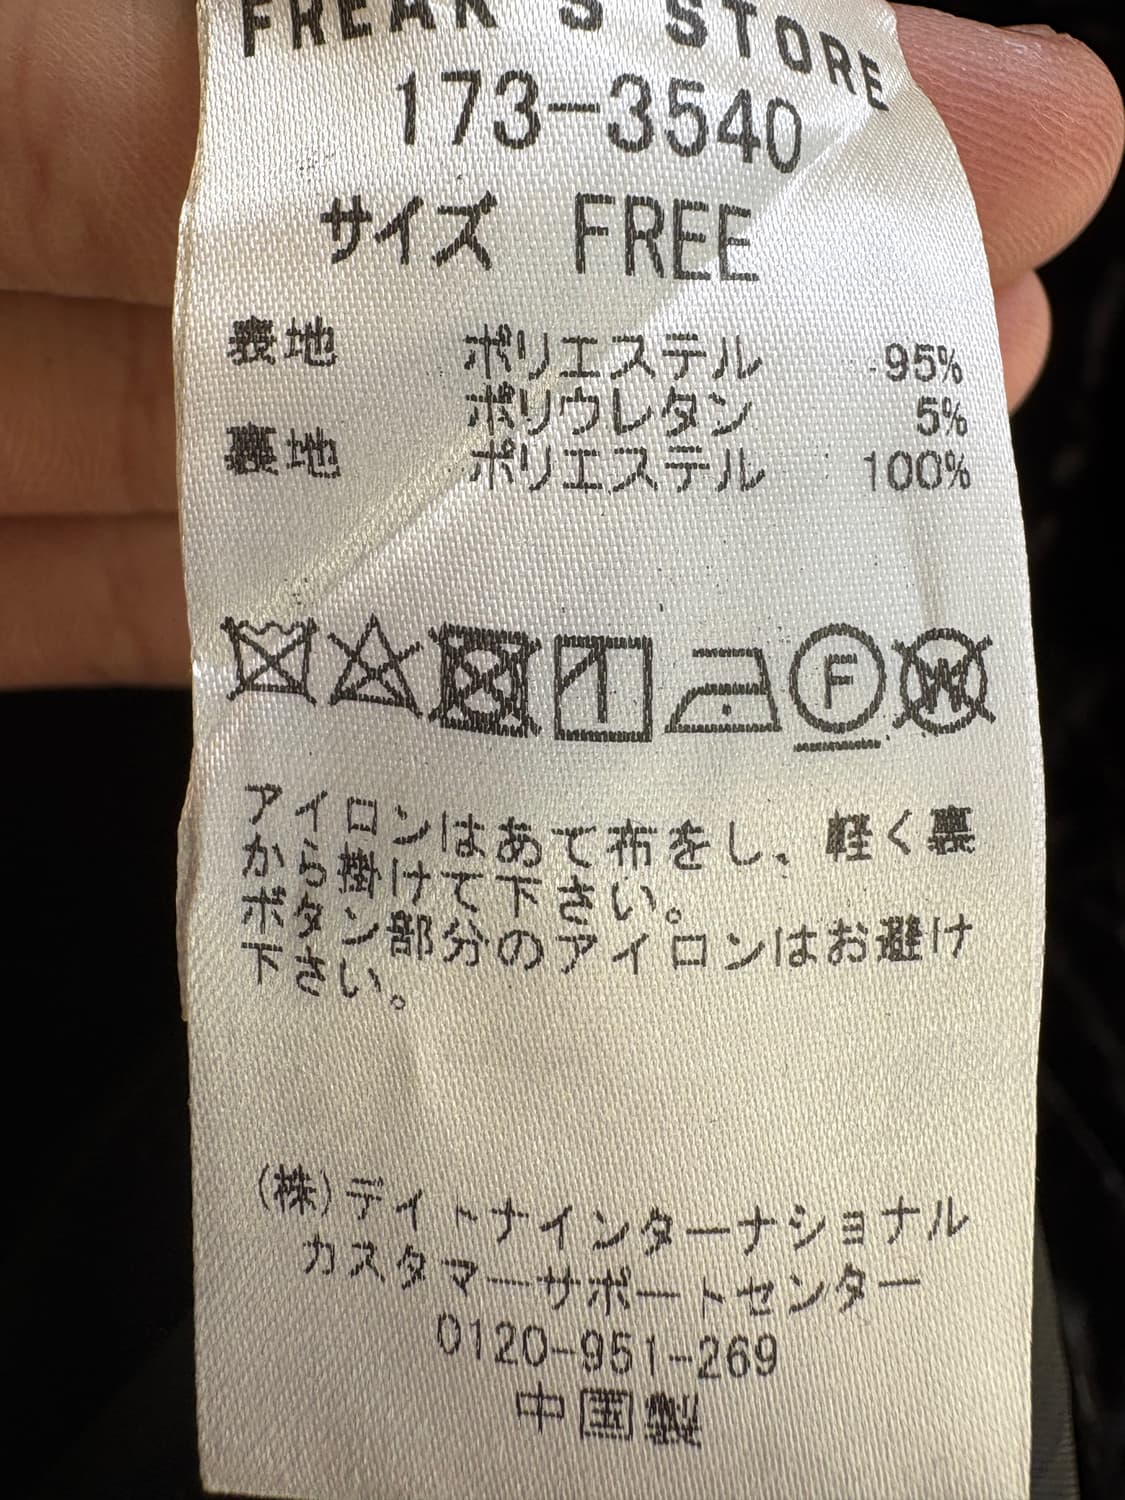 FREAK'S STORE
173-3540
サイズ FREE
表地 ポリエステル 95%
ポリウレタン 5%
裏地 ポリエステル 100%
F W
アイロンはあて布をし、軽く裏
から掛けて下さい。
ボタン部分のアイロンはお避け
下さい。
(株)デイトナインターナショナル
カスタマーサポートセンター
0120-951-269
中国製